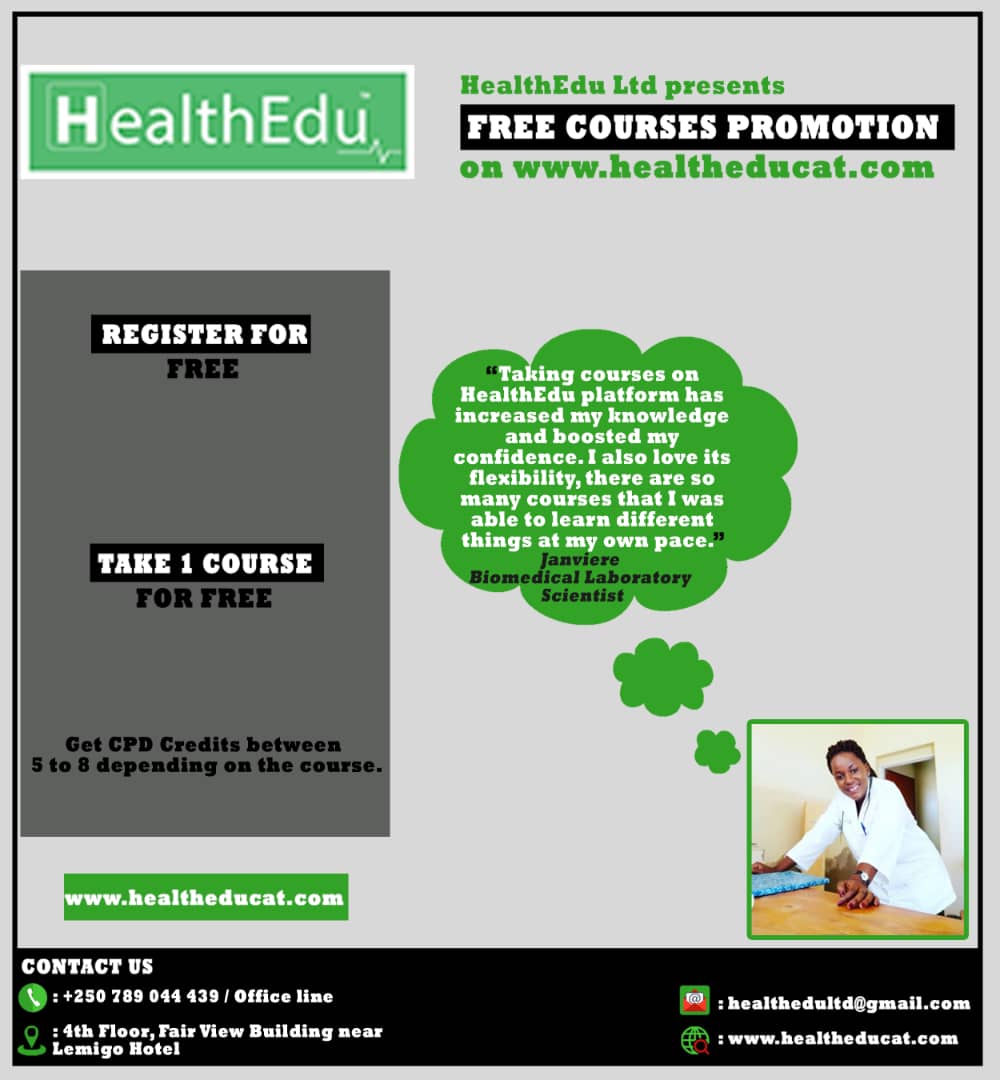 HealthEdu™
HealthEdu Ltd presents
FREE COURSES PROMOTION
on www.healtheducat.com
REGISTER FOR
FREE
TAKE 1 COURSE
FOR FREE
Get CPD Credits between
5 to 8 depending on the course.
www.healtheducat.com
“Taking courses on
HealthEdu platform has
increased my knowledge
and boosted my
confidence. I also love its
flexibility, there are so
many courses that I was
able to learn different
things at my own pace.”
Janviere
Biomedical Laboratory
Scientist
CONTACT US
: +250 789 044 439 / Office line
: 4th Floor, Fair View Building near
Lemigo Hotel
: healthedultd@gmail.com
: www.healtheducat.com